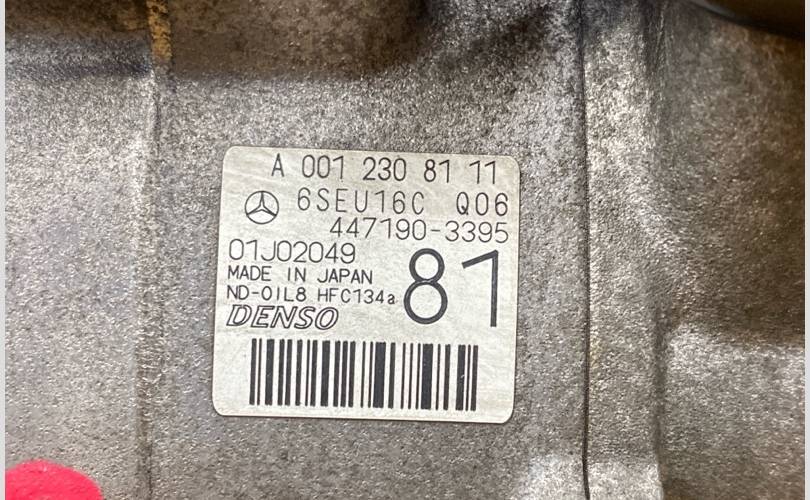 A 001 230 81 11
6SEU16C Q06
447190-3395
01J02049
MADE IN JAPAN
81
ND-OIL8 HFC134a
DENSO